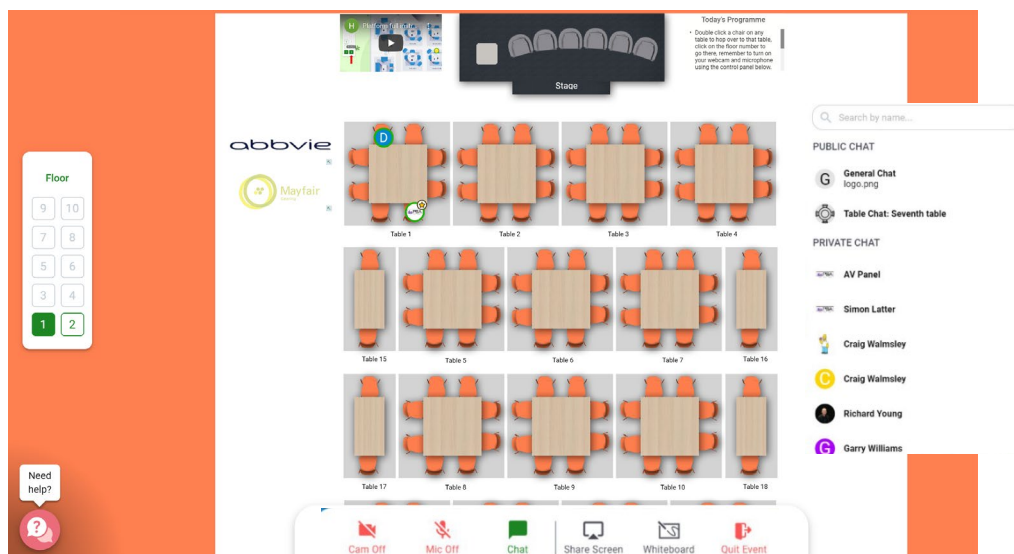 Platform full instr...
Today's Programme
• Double click a chair on any
table to hop over to that table,
click on the floor number to
go there, remember to turn on
your webcam and microphone
using the control panel below.
Stage
Search by name...
PUBLIC CHAT
G
General Chat
logo.png
Table Chat: Seventh table
PRIVATE CHAT
AV Panel
Simon Latter
Craig Walmsley
C
Craig Walmsley
Richard Young
G
Garry Williams
abbvie
Mayfair
Floor
9 10
7 8
5 6
3 4
1 2
H
D
Table 1 Table 2 Table 3 Table 4
Table 15 Table 5 Table 6 Table 7 Table 16
Table 17 Table 8 Table 9 Table 10 Table 18
Need
help?
Cam Off Mic Off Chat Share Screen Whiteboard Quit Event